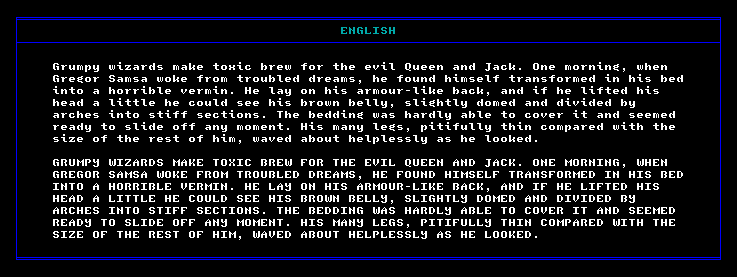 ENGLISH
Grumpy wizards make toxic brew for the evil Queen and Jack. One morning, when
Gregor Samsa woke from troubled dreams, he found himself transformed in his bed
into a horrible vermin. He lay on his armour-like back, and if he lifted his
head a little he could see his brown belly, slightly domed and divided by
arches into stiff sections. The bedding was hardly able to cover it and seemed
ready to slide off any moment. His many legs, pitifully thin compared with the
size of the rest of him, waved about helplessly as he looked.
GRUMPY WIZARDS MAKE TOXIC BREW FOR THE EVIL QUEEN AND JACK. ONE MORNING, WHEN
GREGOR SAMSA WOKE FROM TROUBLED DREAMS, HE FOUND HIMSELF TRANSFORMED IN HIS BED
INTO A HORRIBLE VERMIN. HE LAY ON HIS ARMOUR-LIKE BACK, AND IF HE LIFTED HIS
HEAD A LITTLE HE COULD SEE HIS BROWN BELLY, SLIGHTLY DOMED AND DIVIDED BY
ARCHES INTO STIFF SECTIONS. THE BEDDING WAS HARDLY ABLE TO COVER IT AND SEEMED
READY TO SLIDE OFF ANY MOMENT. HIS MANY LEGS, PITIFULLY THIN COMPARED WITH THE
SIZE OF THE REST OF HIM, WAVED ABOUT HELPLESSLY AS HE LOOKED.